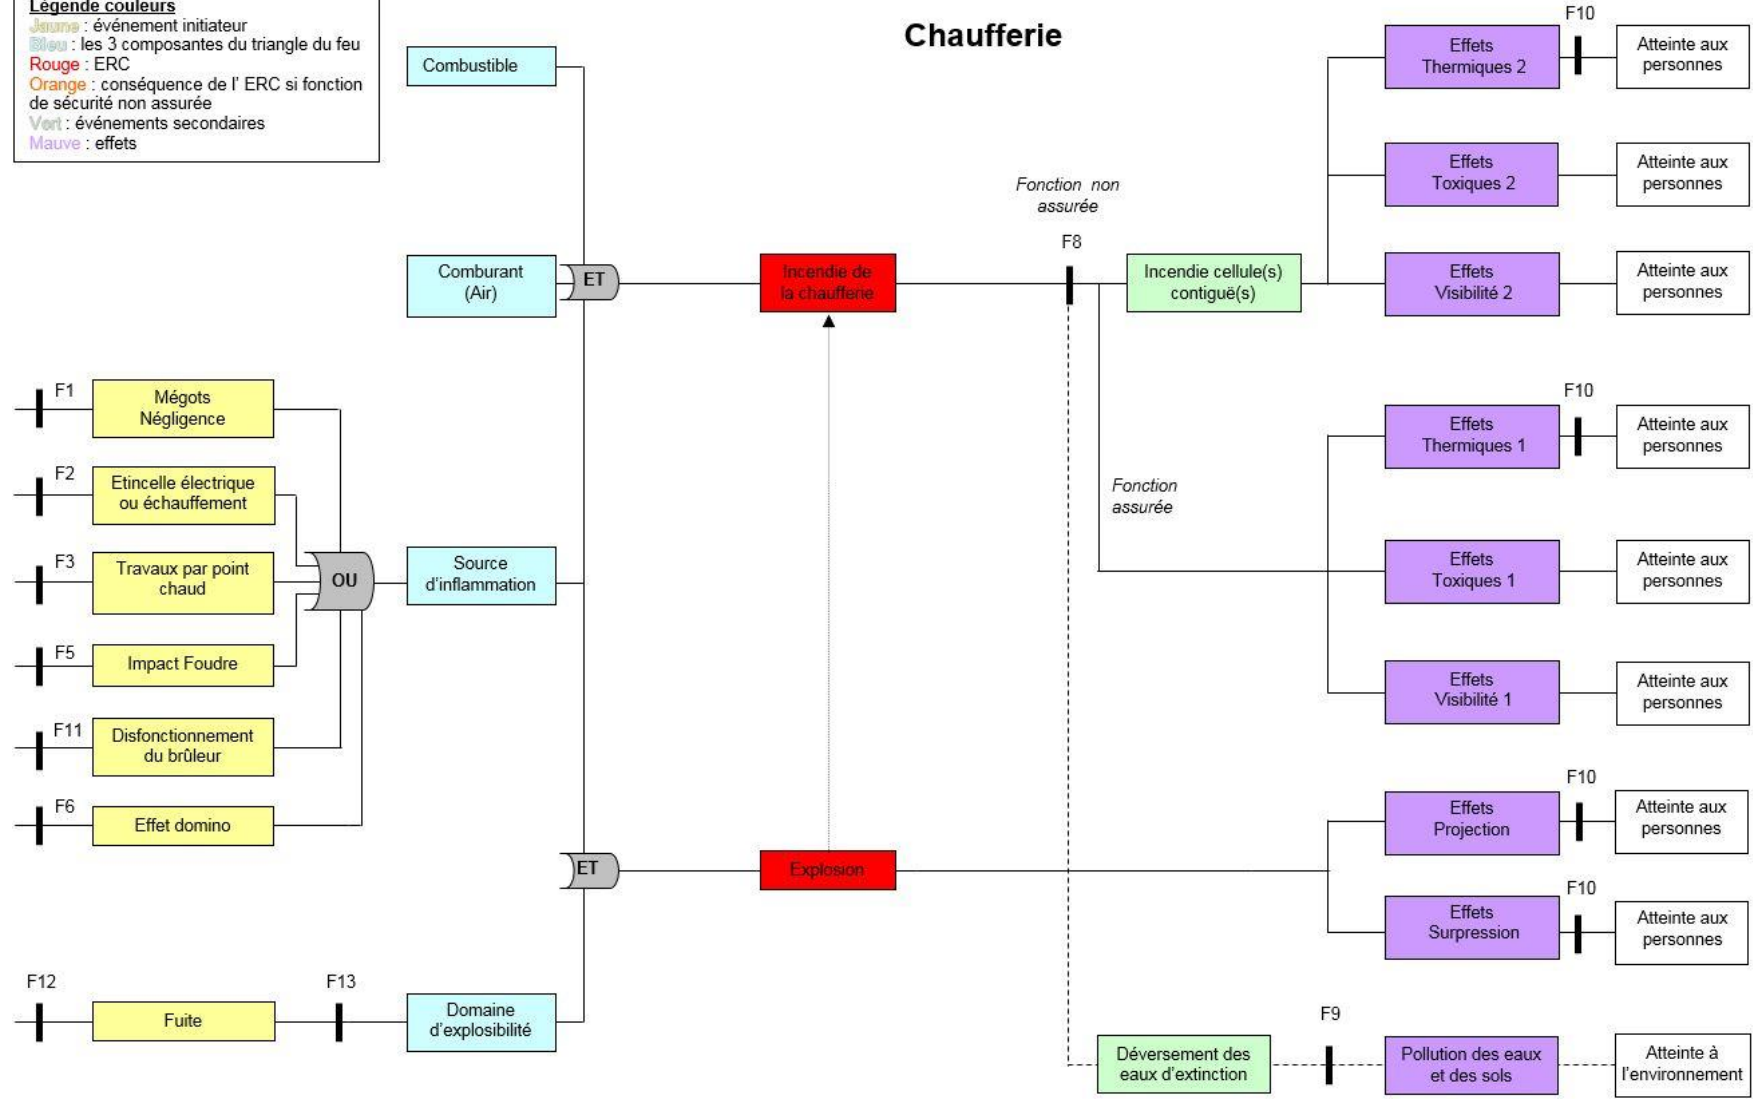 Légende couleurs
Jaune : événement initiateur
Bleu : les 3 composantes du triangle du feu
Rouge : ERC
Orange : conséquence de l' ERC si fonction
de sécurité non assurée
Vert : événements secondaires
Mauve : effets
Chaufferie
Combustible
Comburant
(Air)
ET
Incendie de
la chaufferie
Fonction non
assurée
F8
Incendie cellule(s)
contiguë(s)
Effets
Thermiques 2
F10
Atteinte aux
personnes
Effets
Toxiques 2
Atteinte aux
personnes
Effets
Visibilité 2
Atteinte aux
personnes
F1
Mégots
Négligence
F2
Etincelle électrique
ou échauffement
F3
Travaux par point
chaud
F5
Impact Foudre
F11
Disfonctionnement
du brûleur
F6
Effet domino
OU
Source
d'inflammation
Fonction
assurée
Effets
Thermiques 1
F10
Atteinte aux
personnes
Effets
Toxiques 1
Atteinte aux
personnes
Effets
Visibilité 1
Atteinte aux
personnes
ET
Explosion
Effets
Projection
F10
Atteinte aux
personnes
Effets
Surpression
F10
Atteinte aux
personnes
F12
Fuite
F13
Domaine
d'explosibilité
Déversement des
eaux d'extinction
F9
Pollution des eaux
et des sols
Atteinte à
l'environnement